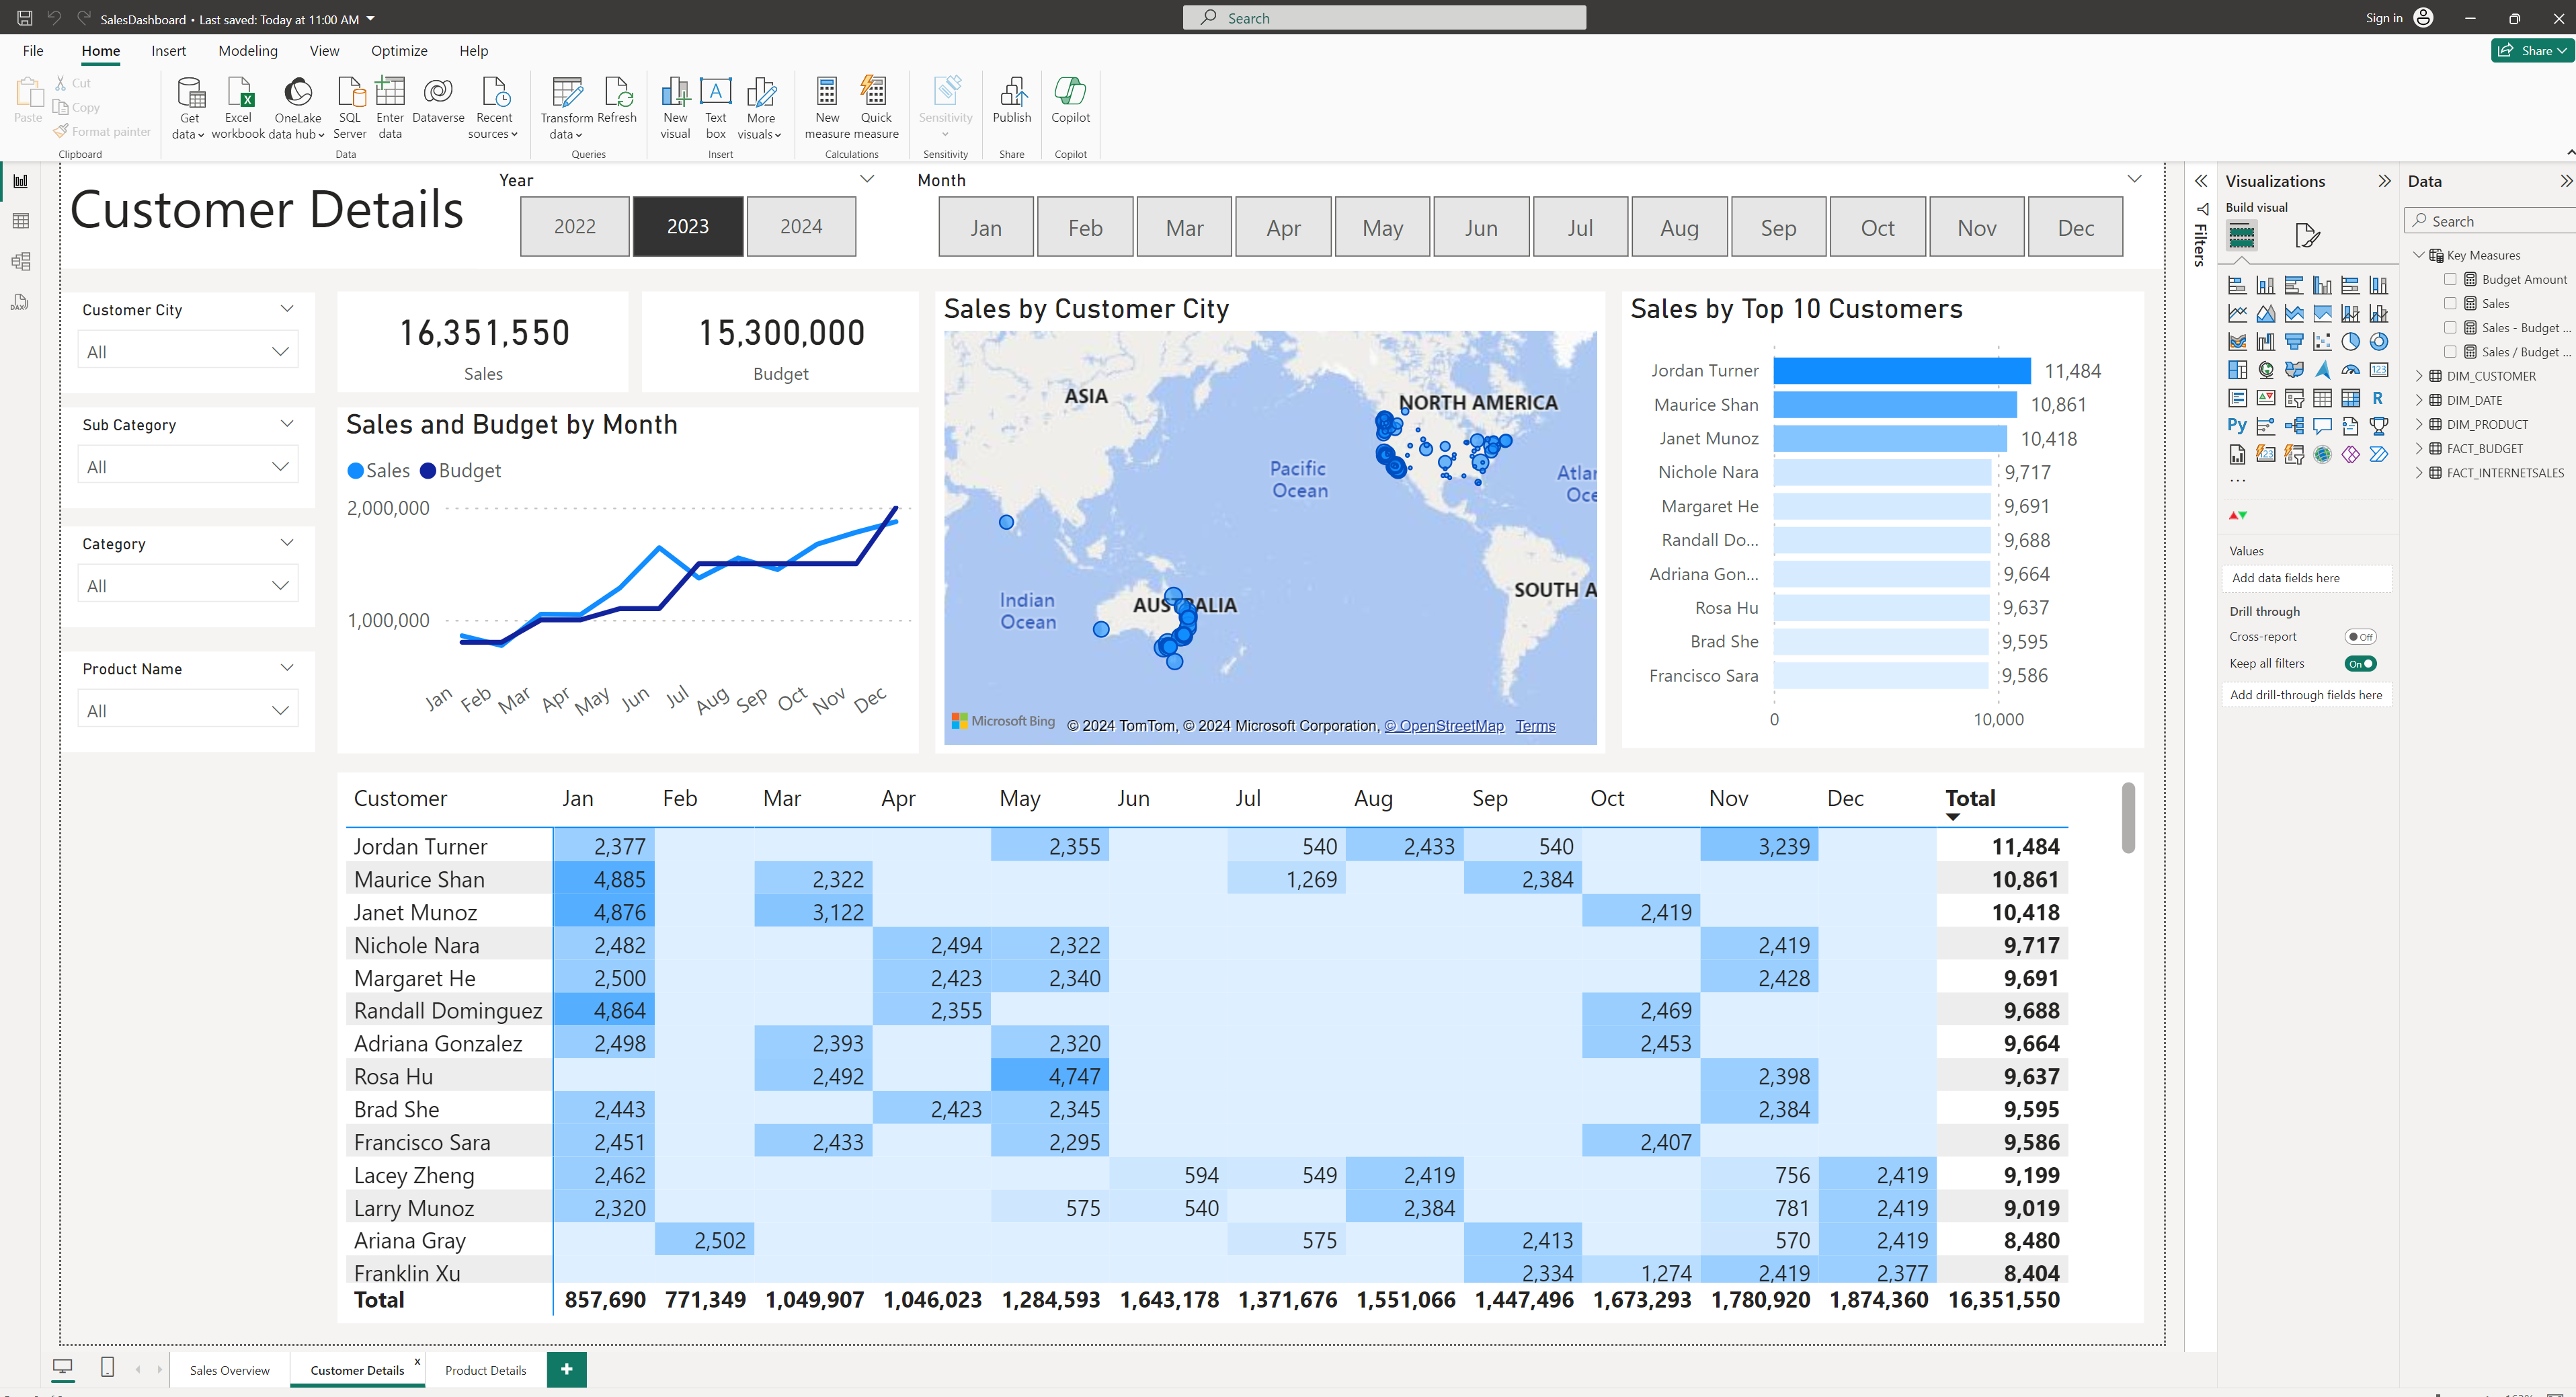 SalesDashboard • Last saved: Today at 11:00 AM
Search
Sign in
File Home Insert Modeling View Optimize Help
Share
Paste
Cut
Copy
Format painter
Clipboard
Get data
Excel workbook
OneLake data hub
SQL Server
Enter data
Dataverse
Recent sources
Data
Transform data
Refresh
Queries
New visual
Text box
More visuals
Insert
New measure
Quick measure
Calculations
Sensitivity
Sensitivity
Publish
Share
Copilot
Copilot
Customer Details
Year
2022 2023 2024
Month
Jan Feb Mar Apr May Jun Jul Aug Sep Oct Nov Dec
Customer City
All
Sub Category
All
Category
All
Product Name
All
16,351,550
Sales
15,300,000
Budget
Sales and Budget by Month
Sales Budget
2,000,000
1,000,000
Jan Feb Mar Apr May Jun Jul Aug Sep Oct Nov Dec
Sales by Customer City
ASIA
NORTH AMERICA
Pacific Ocean
Atlan
Oce
Indian Ocean
AUSTRALIA
SOUTH A
Microsoft Bing
© 2024 TomTom, © 2024 Microsoft Corporation, © OpenStreetMap Terms
Sales by Top 10 Customers
Jordan Turner 11,484
Maurice Shan 10,861
Janet Munoz 10,418
Nichole Nara 9,717
Margaret He 9,691
Randall Do... 9,688
Adriana Gon... 9,664
Rosa Hu 9,637
Brad She 9,595
Francisco Sara 9,586
0 10,000
Customer Jan Feb Mar Apr May Jun Jul Aug Sep Oct Nov Dec Total
Jordan Turner 2,377 2,355 540 2,433 540 3,239 11,484
Maurice Shan 4,885 2,322 1,269 2,384 10,861
Janet Munoz 4,876 3,122 2,419 10,418
Nichole Nara 2,482 2,494 2,322 2,419 9,717
Margaret He 2,500 2,423 2,340 2,428 9,691
Randall Dominguez 4,864 2,355 2,469 9,688
Adriana Gonzalez 2,498 2,393 2,320 2,453 9,664
Rosa Hu 2,492 4,747 2,398 9,637
Brad She 2,443 2,423 2,345 2,384 9,595
Francisco Sara 2,451 2,433 2,295 2,407 9,586
Lacey Zheng 2,462 594 549 2,419 756 2,419 9,199
Larry Munoz 2,320 575 540 2,384 781 2,419 9,019
Ariana Gray 2,502 575 2,413 570 2,419 8,480
Franklin Xu 2,334 1,274 2,419 2,377 8,404
Total 857,690 771,349 1,049,907 1,046,023 1,284,593 1,643,178 1,371,676 1,551,066 1,447,496 1,673,293 1,780,920 1,874,360 16,351,550
Filters
Visualizations
Build visual
R
Py
123
123
...
Values
Add data fields here
Drill through
Cross-report Off
Keep all filters On
Add drill-through fields here
Data
Search
Key Measures
Budget Amount
Sales
Sales - Budget ...
Sales / Budget ...
DIM_CUSTOMER
DIM_DATE
DIM_PRODUCT
FACT_BUDGET
FACT_INTERNETSALES
DAX
Sales Overview
Customer Details x
Product Details
+